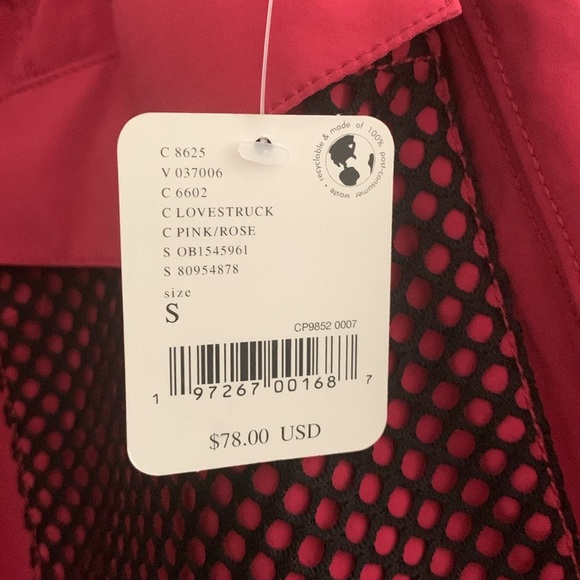 recyclable & made of 100% post-consumer waste •
C 8625
V 037006
C 6602
C LOVESTRUCK
C PINK/ROSE
S OB1545961
S 80954878
size
S
CP9852 0007
1 97267 00168 7
$78.00 USD